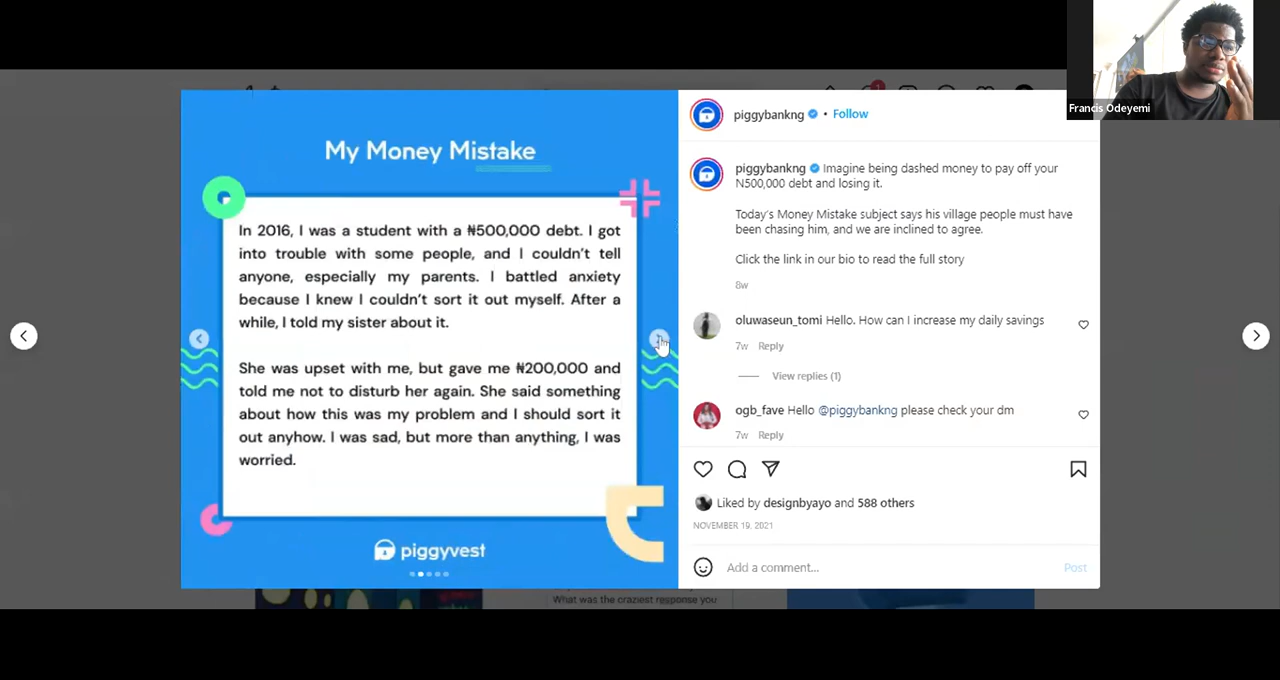 My Money Mistake
In 2016, I was a student with a ₦500,000 debt. I got
into trouble with some people, and I couldn't tell
anyone, especially my parents. I battled anxiety
because I knew I couldn't sort it out myself. After a
while, I told my sister about it.
She was upset with me, but gave me ₦200,000 and
told me not to disturb her again. She said something
about how this was my problem and I should sort it
out anyhow. I was sad, but more than anything, I was
worried.
piggyvest
piggybankng • Follow
piggybankng Imagine being dashed money to pay off your
N500,000 debt and losing it.
Today's Money Mistake subject says his village people must have
been chasing him, and we are inclined to agree.
Click the link in our bio to read the full story
8w
oluwaseun_tomi Hello. How can I increase my daily savings
7w Reply
View replies (1)
ogb_fave Hello @piggybankng please check your dm
7w Reply
Liked by designbyayo and 588 others
NOVEMBER 19, 2021
Add a comment... Post
Francis Odeyemi
What was the craziest response you